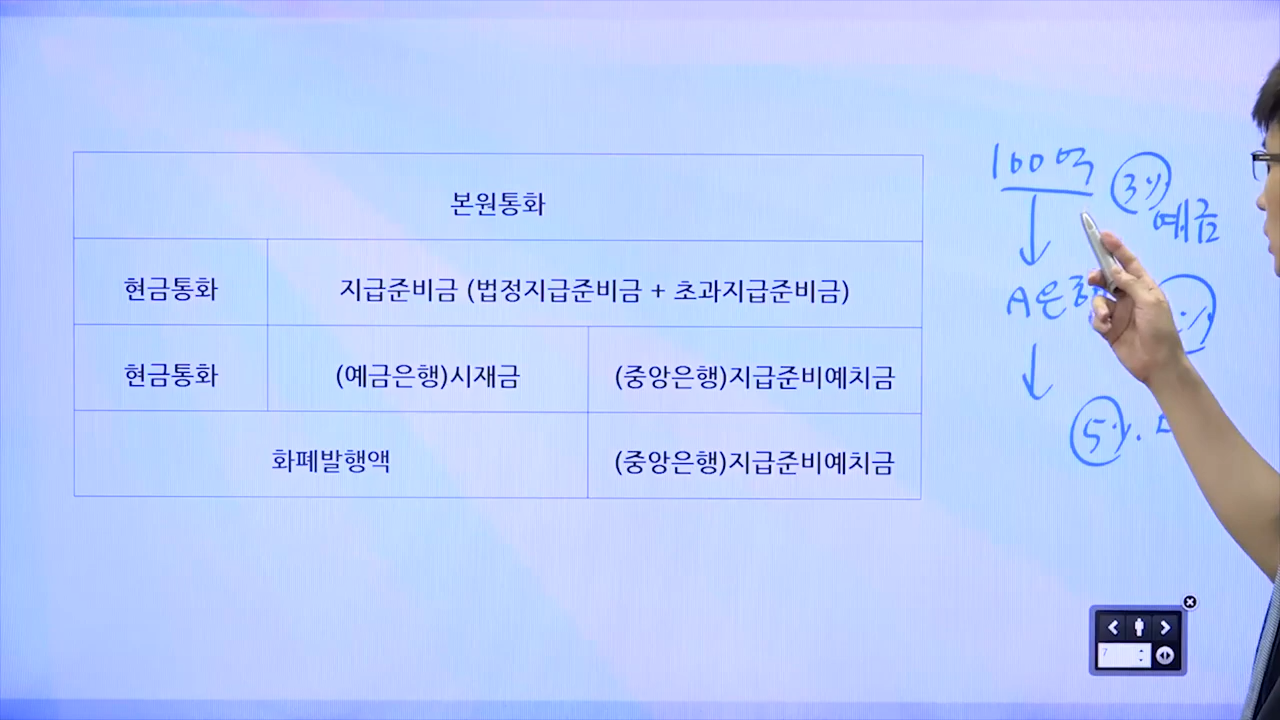 본원통화
현금통화 지급준비금 (법정지급준비금 + 초과지급준비금)
현금통화 (예금은행)시재금 (중앙은행)지급준비예치금
화폐발행액 (중앙은행)지급준비예치금
100억 3%
예금
A은
5%.
7